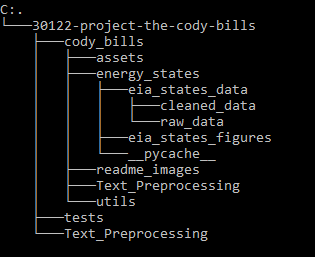 C:.
└───30122-project-the-cody-bills
    ├───cody_bills
    │   ├───assets
    │   ├───energy_states
    │   │   ├───eia_states_data
    │   │   │   ├───cleaned_data
    │   │   │   └───raw_data
    │   │   ├───eia_states_figures
    │   │   └───__pycache__
    │   ├───readme_images
    │   ├───Text_Preprocessing
    │   └───utils
    ├───tests
    └───Text_Preprocessing